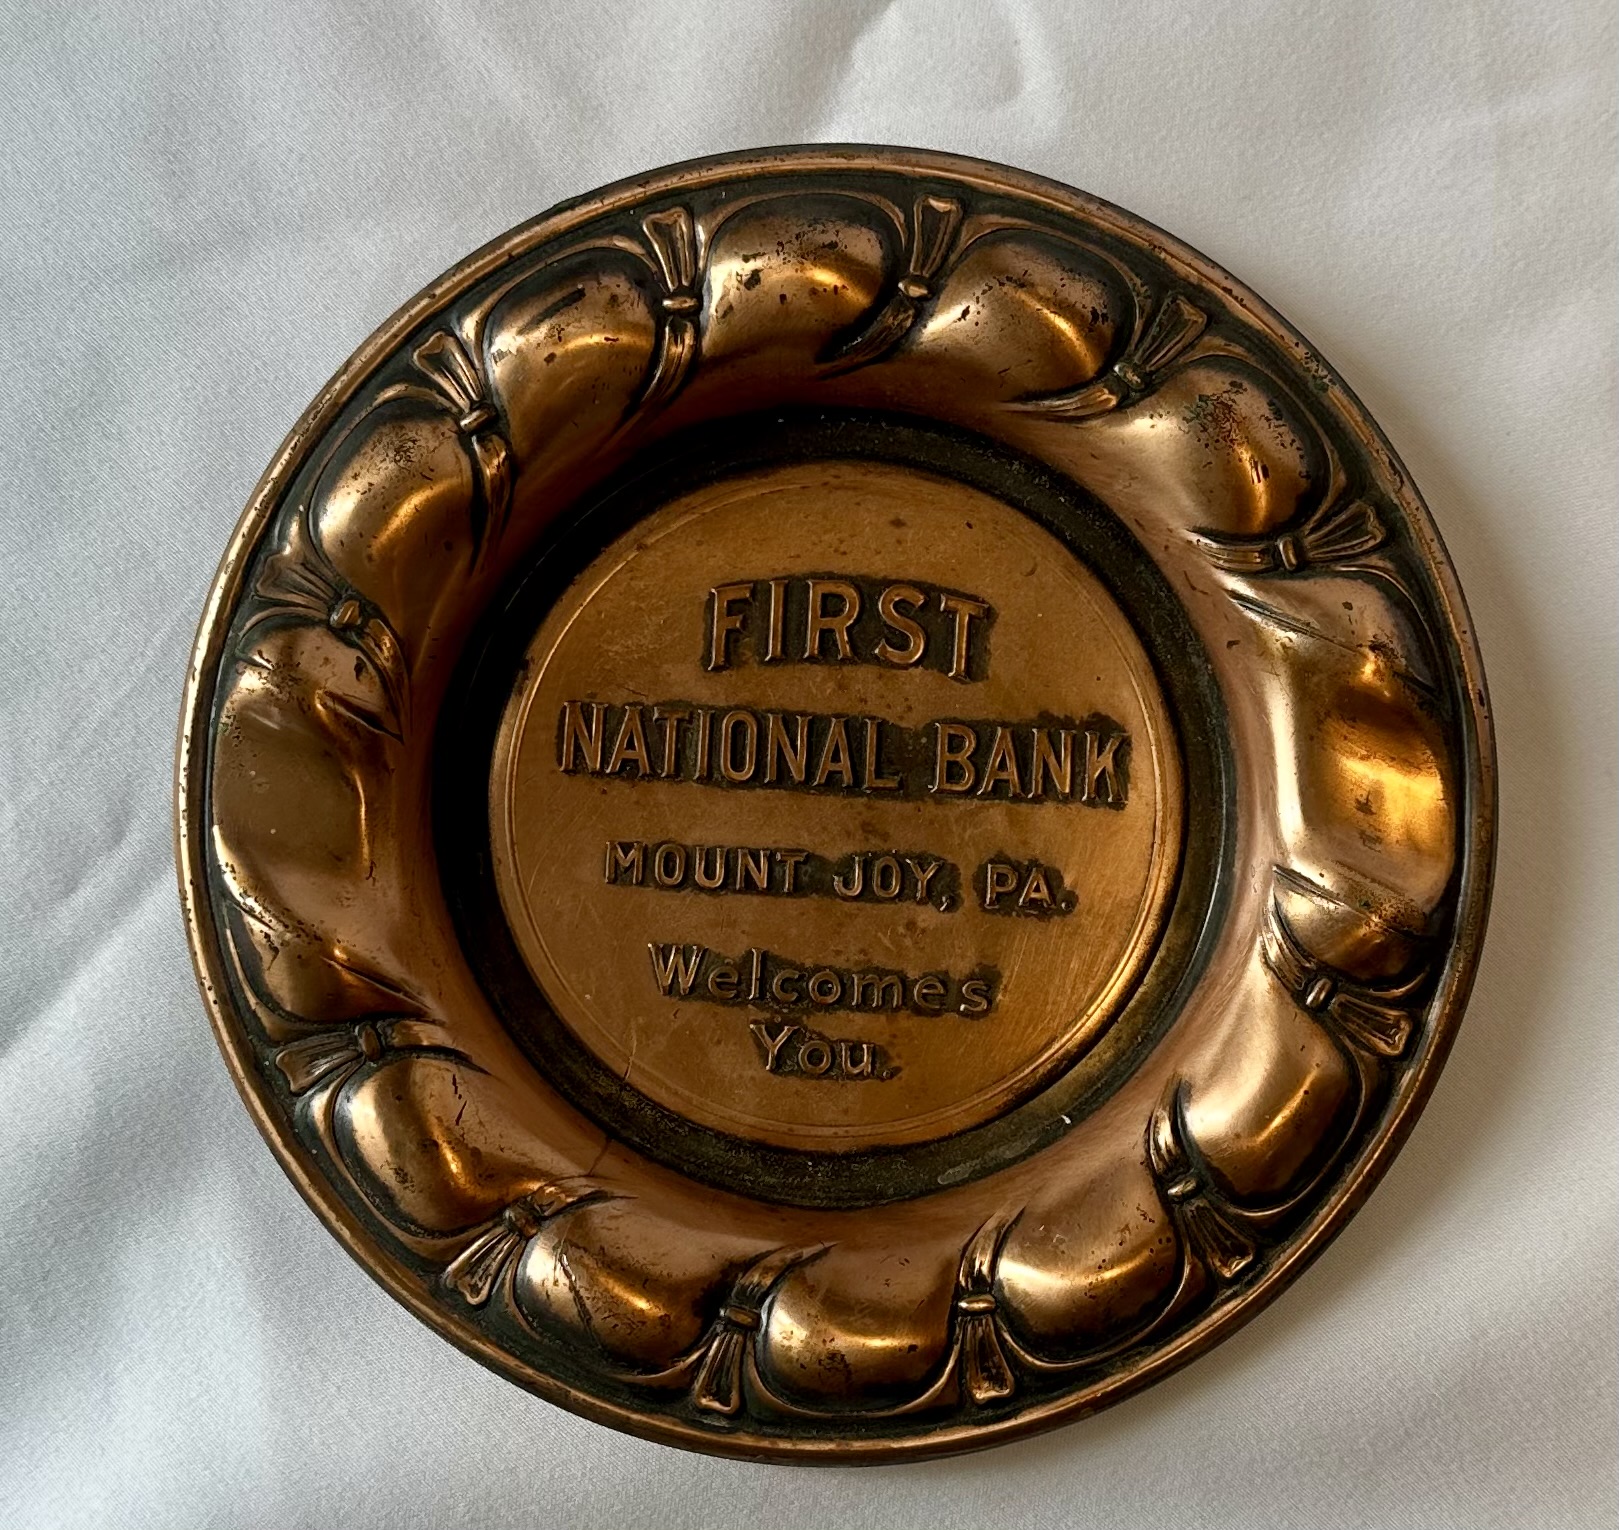 FIRST
NATIONAL BANK
MOUNT JOY, PA.
Welcomes
You.